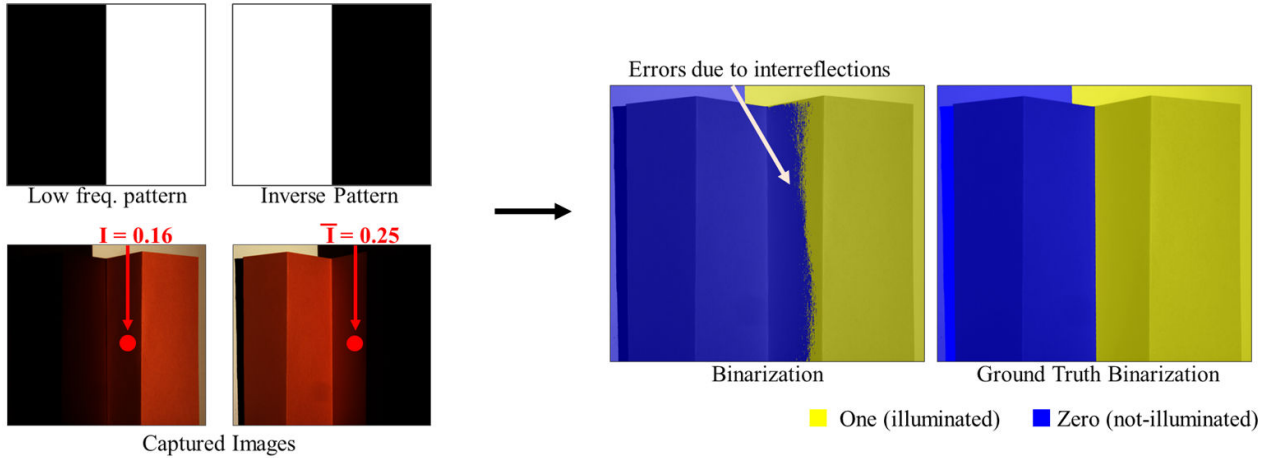 Low freq. pattern
Inverse Pattern
I = 0.16
I̅ = 0.25
Captured Images
Errors due to interreflections
Binarization
Ground Truth Binarization
One (illuminated)
Zero (not-illuminated)